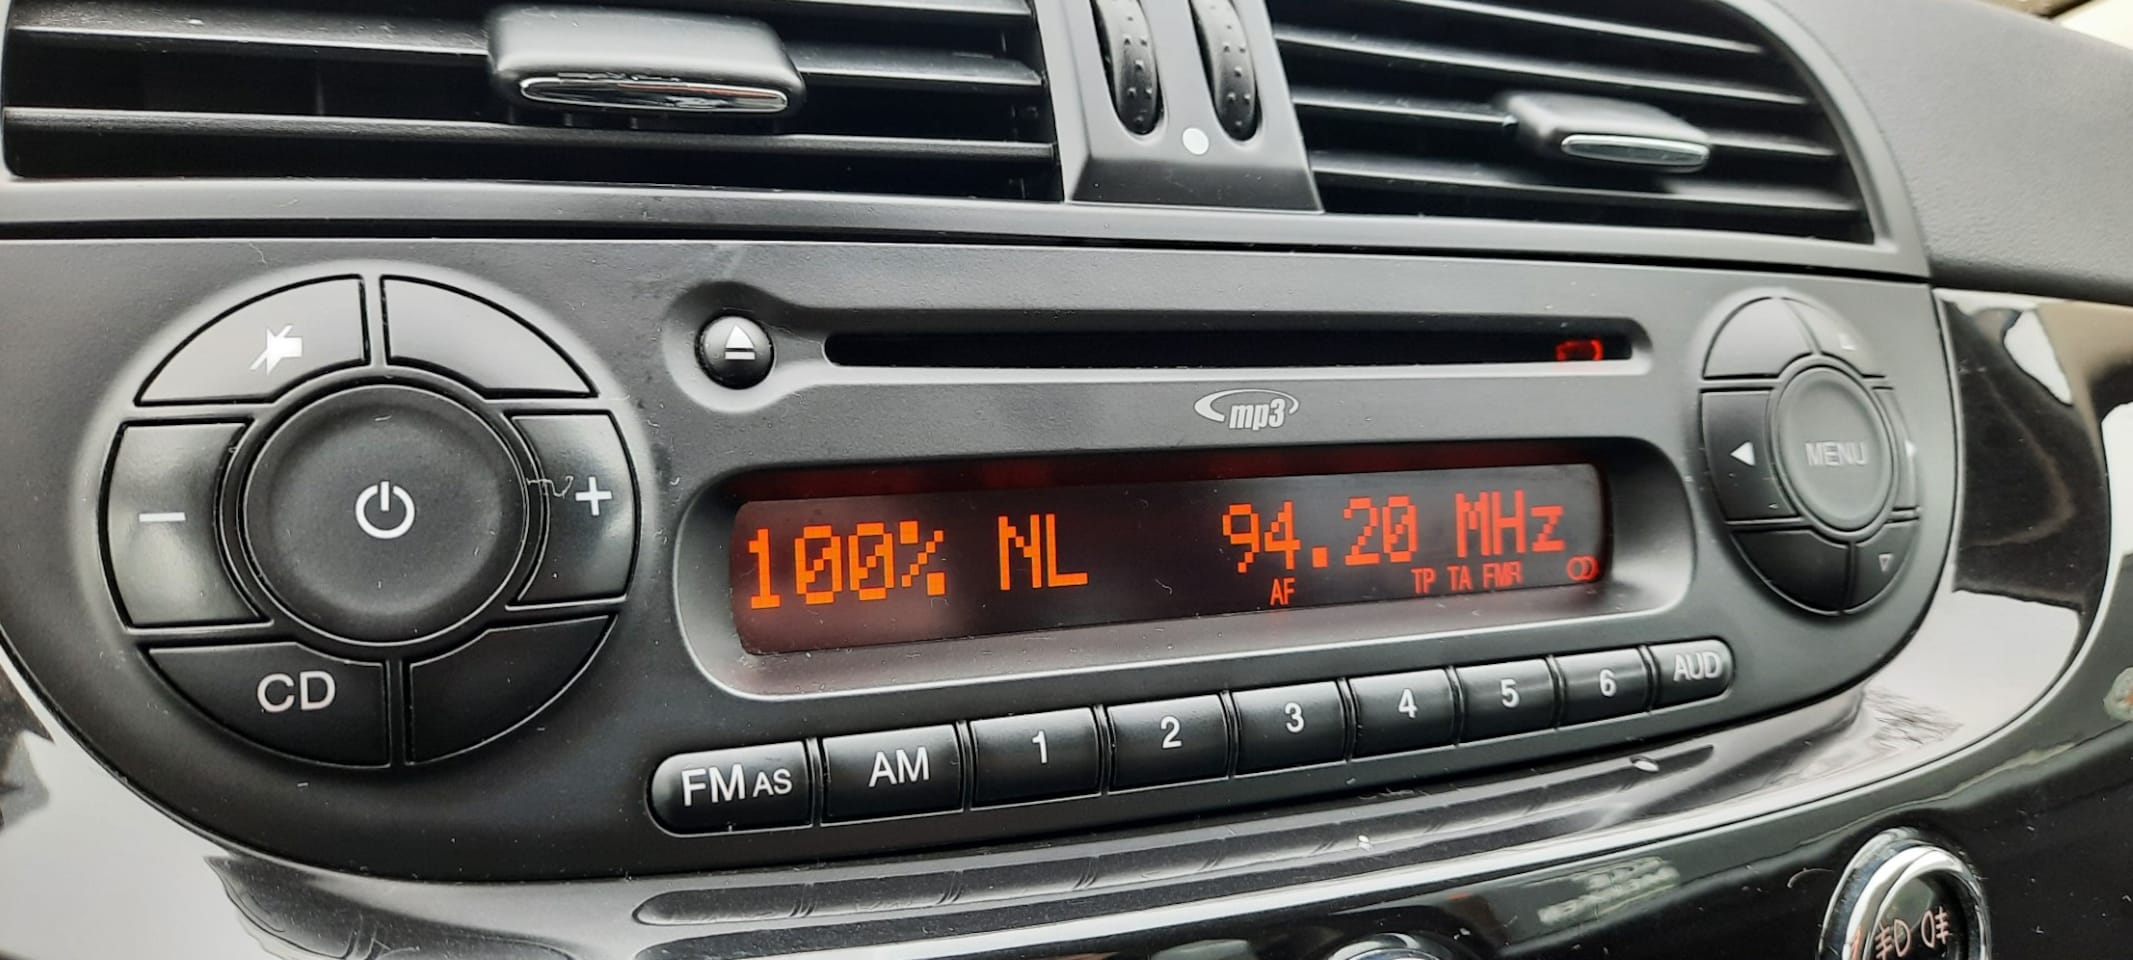 mp3
MENU
100% NL 94.20 MHz
AF TP TA FMR
CD
FM AS AM 1 2 3 4 5 6 AUD